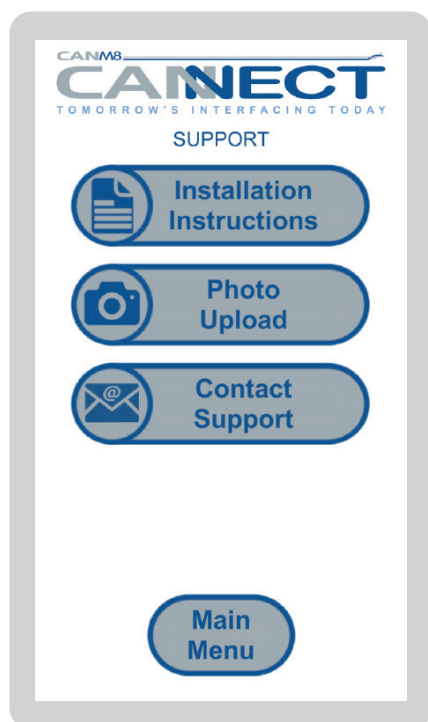 CANM8
CANNECT
TOMORROW'S INTERFACING TODAY
SUPPORT
Installation
Instructions
Photo
Upload
@
Contact
Support
Main
Menu